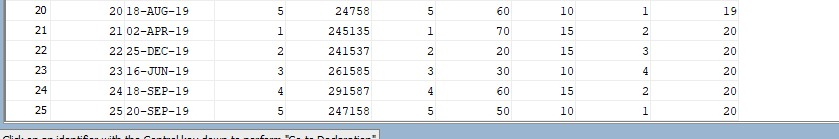 20 20 18-AUG-19 5 24758 5 60 10 1 19
21 21 02-APR-19 1 245135 1 70 15 2 20
22 22 25-DEC-19 2 241537 2 20 15 3 20
23 23 16-JUN-19 3 261585 3 30 10 4 20
24 24 18-SEP-19 4 291587 4 60 15 2 20
25 25 20-SEP-19 5 247158 5 50 10 1 20
Click on an identifier with the Control key down to perform "Go to Declaration"